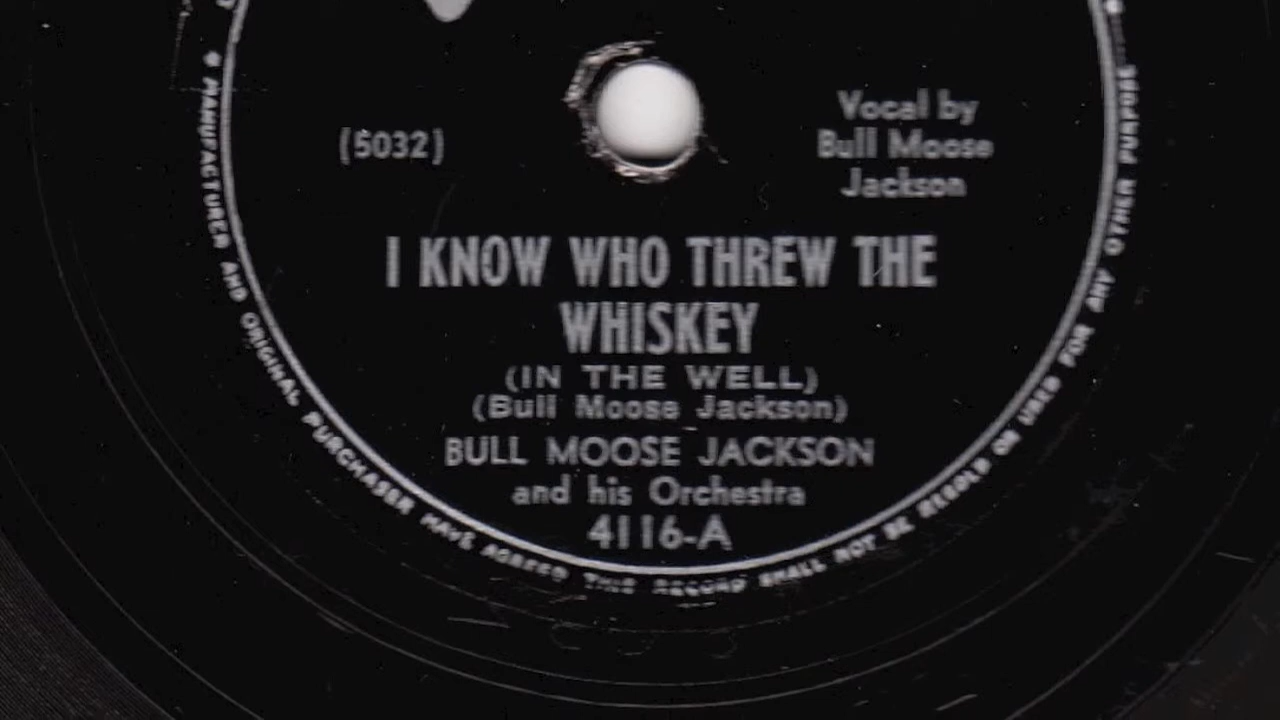 (5032)
Vocal by
Bull Moose
Jackson
I KNOW WHO THREW THE
WHISKEY
(IN THE WELL)
(Bull Moose Jackson)
BULL MOOSE JACKSON
and his Orchestra
4116-A
MANUFACTURER AND ORIGINAL PURCHASER HAVE AGREED THIS RECORD SHALL NOT BE RESOLD OR USED FOR ANY OTHER PURPOSE